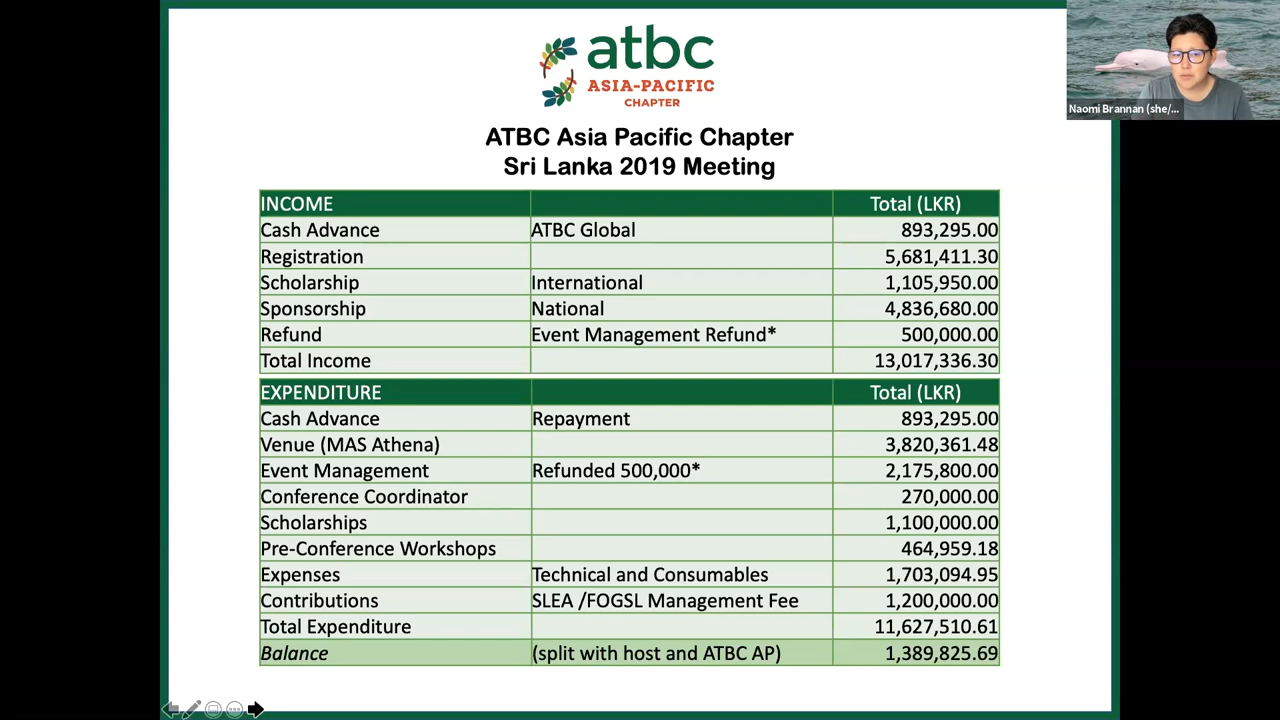 atbc
ASIA-PACIFIC
CHAPTER
Naomi Brannan (she/...
ATBC Asia Pacific Chapter
Sri Lanka 2019 Meeting
INCOME Total (LKR)
Cash Advance ATBC Global 893,295.00
Registration 5,681,411.30
Scholarship International 1,105,950.00
Sponsorship National 4,836,680.00
Refund Event Management Refund* 500,000.00
Total Income 13,017,336.30
EXPENDITURE Total (LKR)
Cash Advance Repayment 893,295.00
Venue (MAS Athena) 3,820,361.48
Event Management Refunded 500,000* 2,175,800.00
Conference Coordinator 270,000.00
Scholarships 1,100,000.00
Pre-Conference Workshops 464,959.18
Expenses Technical and Consumables 1,703,094.95
Contributions SLEA /FOGSL Management Fee 1,200,000.00
Total Expenditure 11,627,510.61
Balance (split with host and ATBC AP) 1,389,825.69